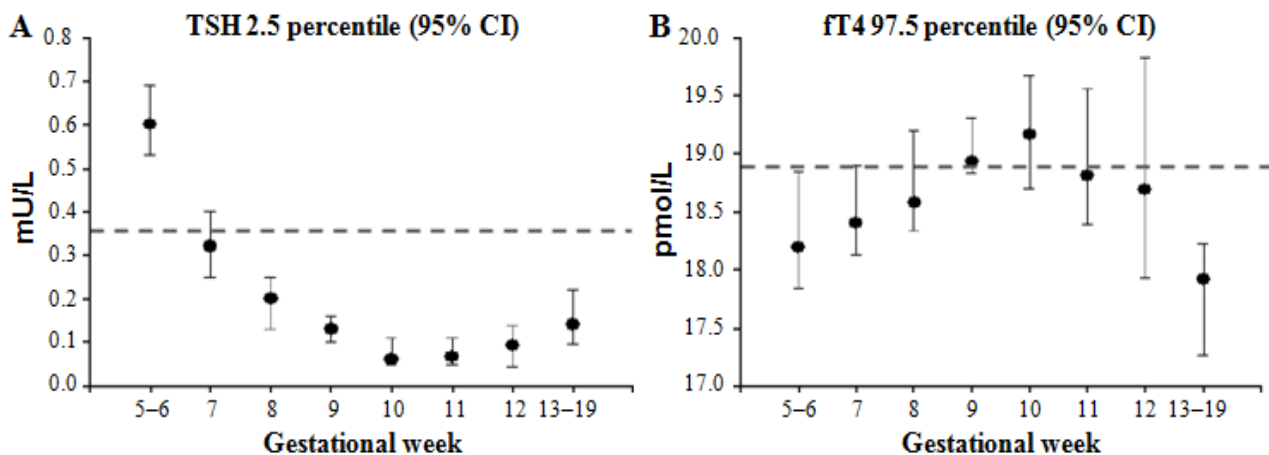 A
TSH 2.5 percentile (95% CI)
mU/L
0.8
0.7
0.6
0.5
0.4
0.3
0.2
0.1
0.0
5–6 7 8 9 10 11 12 13–19
Gestational week
B
fT4 97.5 percentile (95% CI)
pmol/L
20.0
19.5
19.0
18.5
18.0
17.5
17.0
5–6 7 8 9 10 11 12 13–19
Gestational week